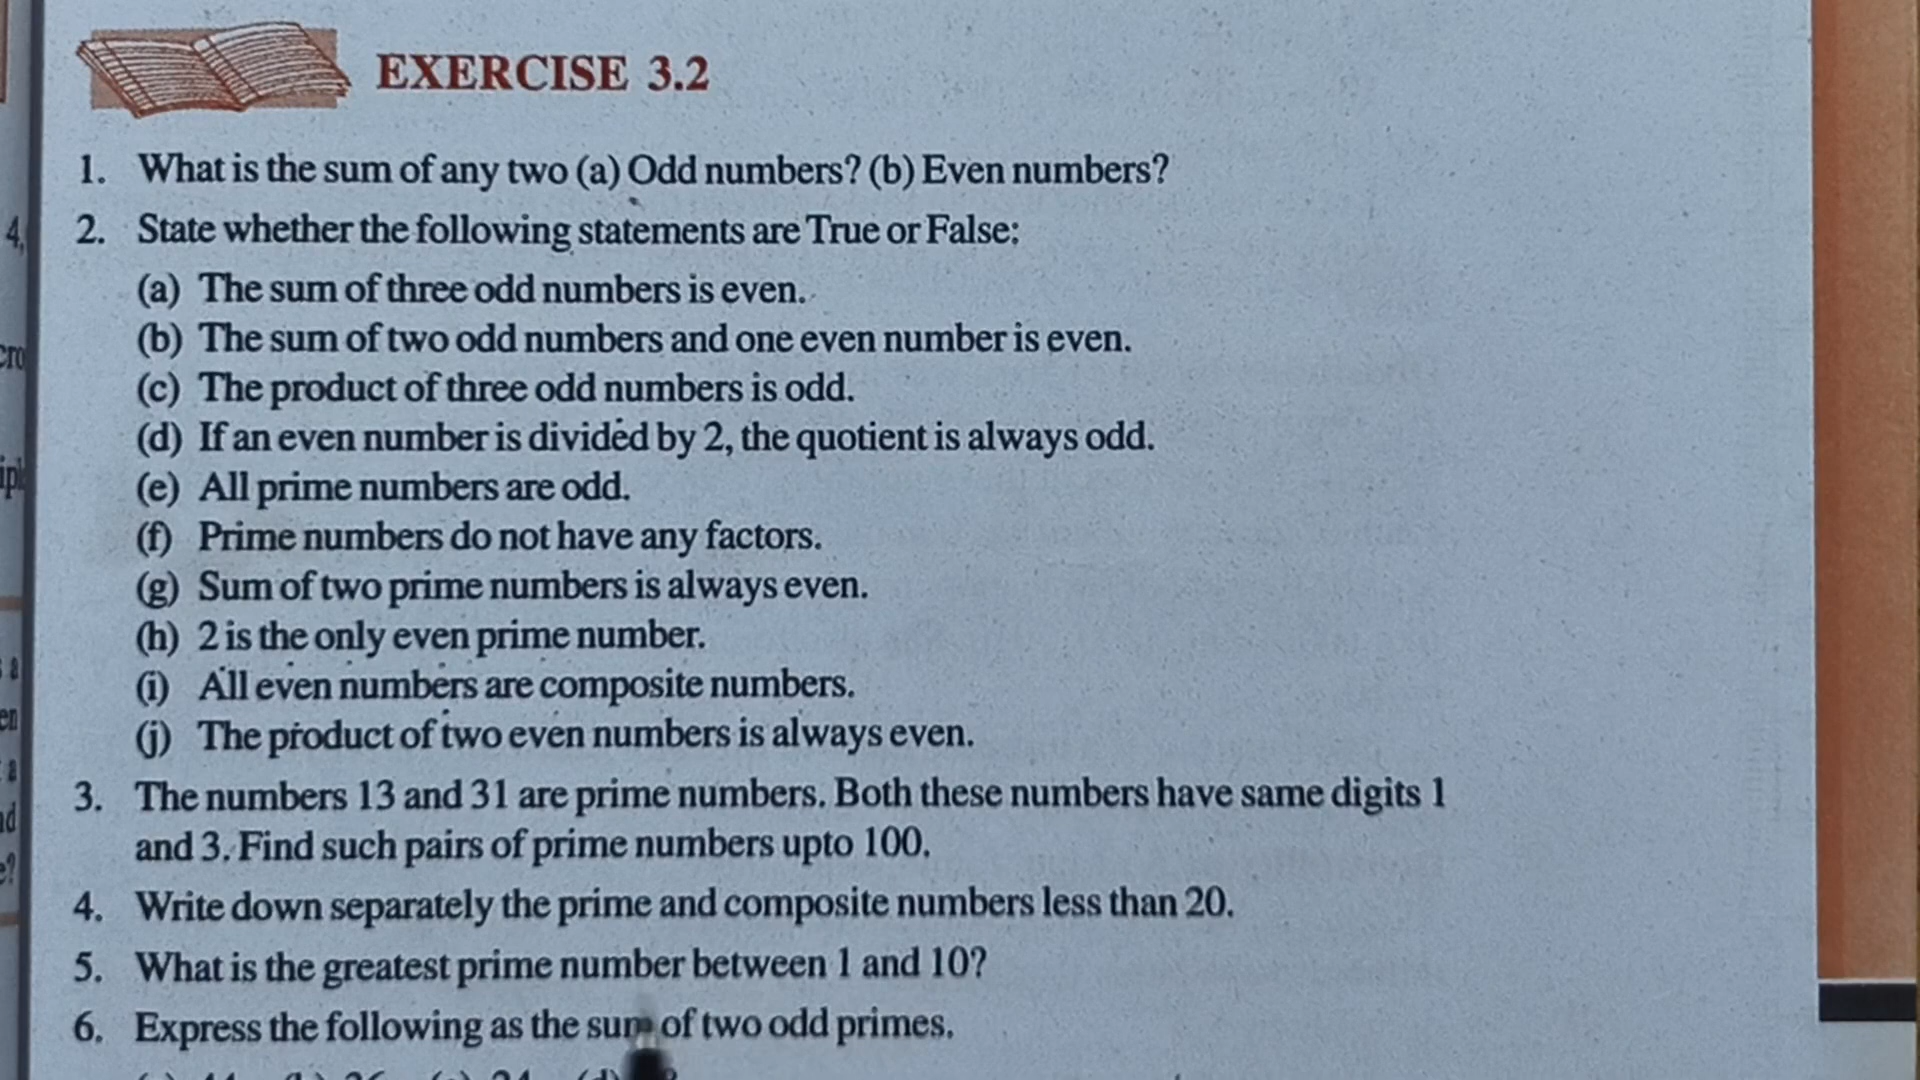 EXERCISE 3.2
1. What is the sum of any two (a) Odd numbers? (b) Even numbers?
2. State whether the following statements are True or False:
(a) The sum of three odd numbers is even.
(b) The sum of two odd numbers and one even number is even.
(c) The product of three odd numbers is odd.
(d) If an even number is divided by 2, the quotient is always odd.
(e) All prime numbers are odd.
(f) Prime numbers do not have any factors.
(g) Sum of two prime numbers is always even.
(h) 2 is the only even prime number.
(i) All even numbers are composite numbers.
(j) The product of two even numbers is always even.
3. The numbers 13 and 31 are prime numbers. Both these numbers have same digits 1
and 3. Find such pairs of prime numbers upto 100.
4. Write down separately the prime and composite numbers less than 20.
5. What is the greatest prime number between 1 and 10?
6. Express the following as the sum of two odd primes.